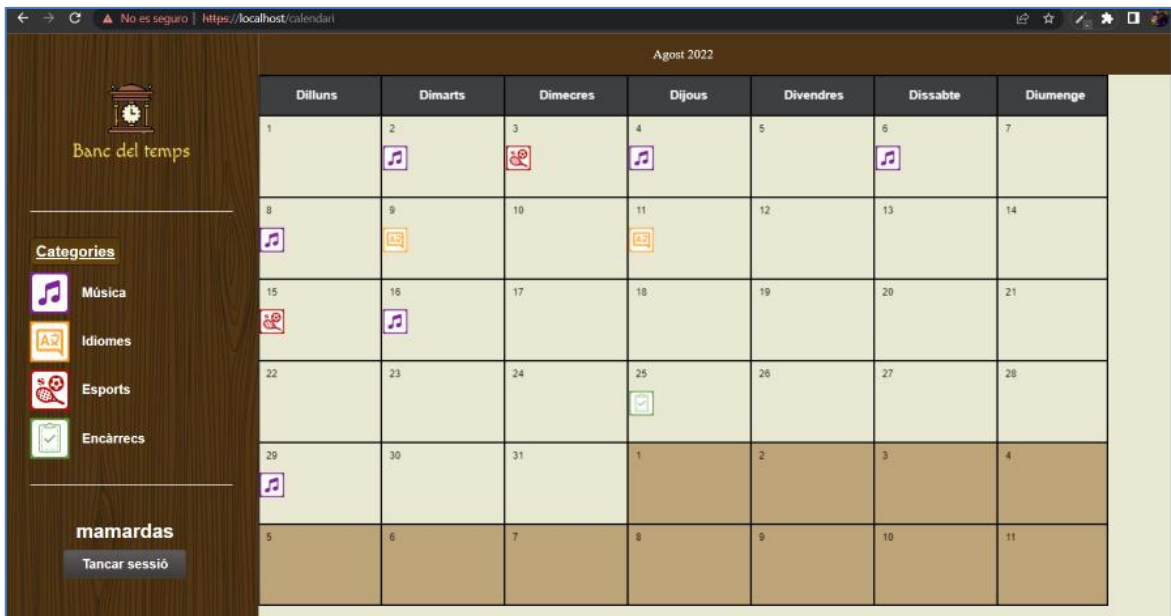 No es seguro | https://localhost/calendari
Banc del temps
Categories
Música
Idiomes
Esports
Encàrrecs
mamardas
Tancar sessió
Agost 2022
Dilluns Dimarts Dimecres Dijous Divendres Dissabte Diumenge
1 2 3 4 5 6 7
8 9 10 11 12 13 14
15 16 17 18 19 20 21
22 23 24 25 26 27 28
29 30 31 1 2 3 4
5 6 7 8 9 10 11